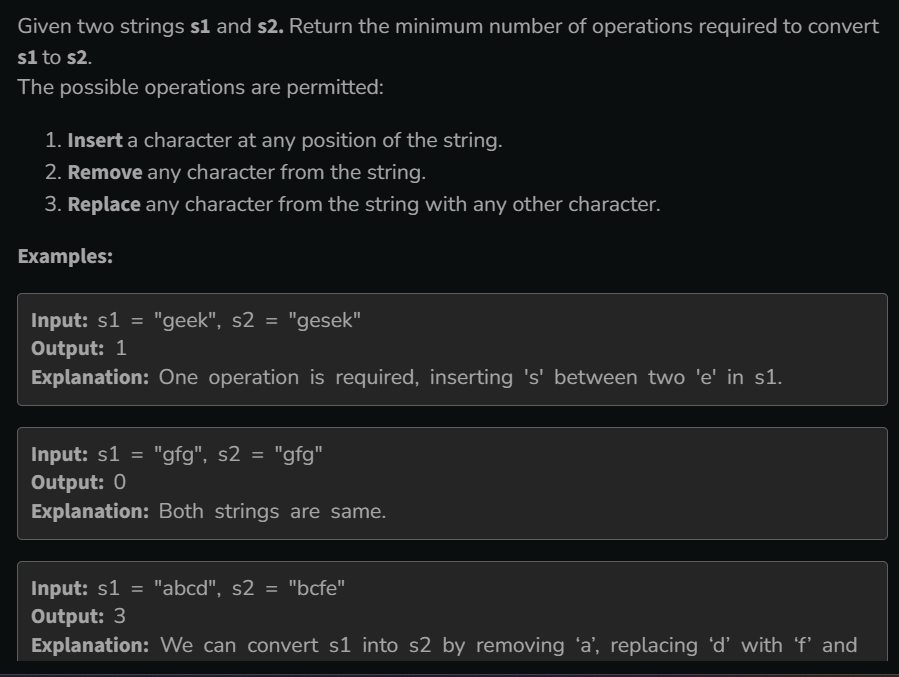 Given two strings s1 and s2. Return the minimum number of operations required to convert
s1 to s2.
The possible operations are permitted:
1. Insert a character at any position of the string.
2. Remove any character from the string.
3. Replace any character from the string with any other character.
Examples:
Input: s1 = "geek", s2 = "gesek"
Output: 1
Explanation: One operation is required, inserting 's' between two 'e' in s1.
Input: s1 = "gfg", s2 = "gfg"
Output: 0
Explanation: Both strings are same.
Input: s1 = "abcd", s2 = "bcfe"
Output: 3
Explanation: We can convert s1 into s2 by removing ‘a’, replacing ‘d’ with ‘f’ and